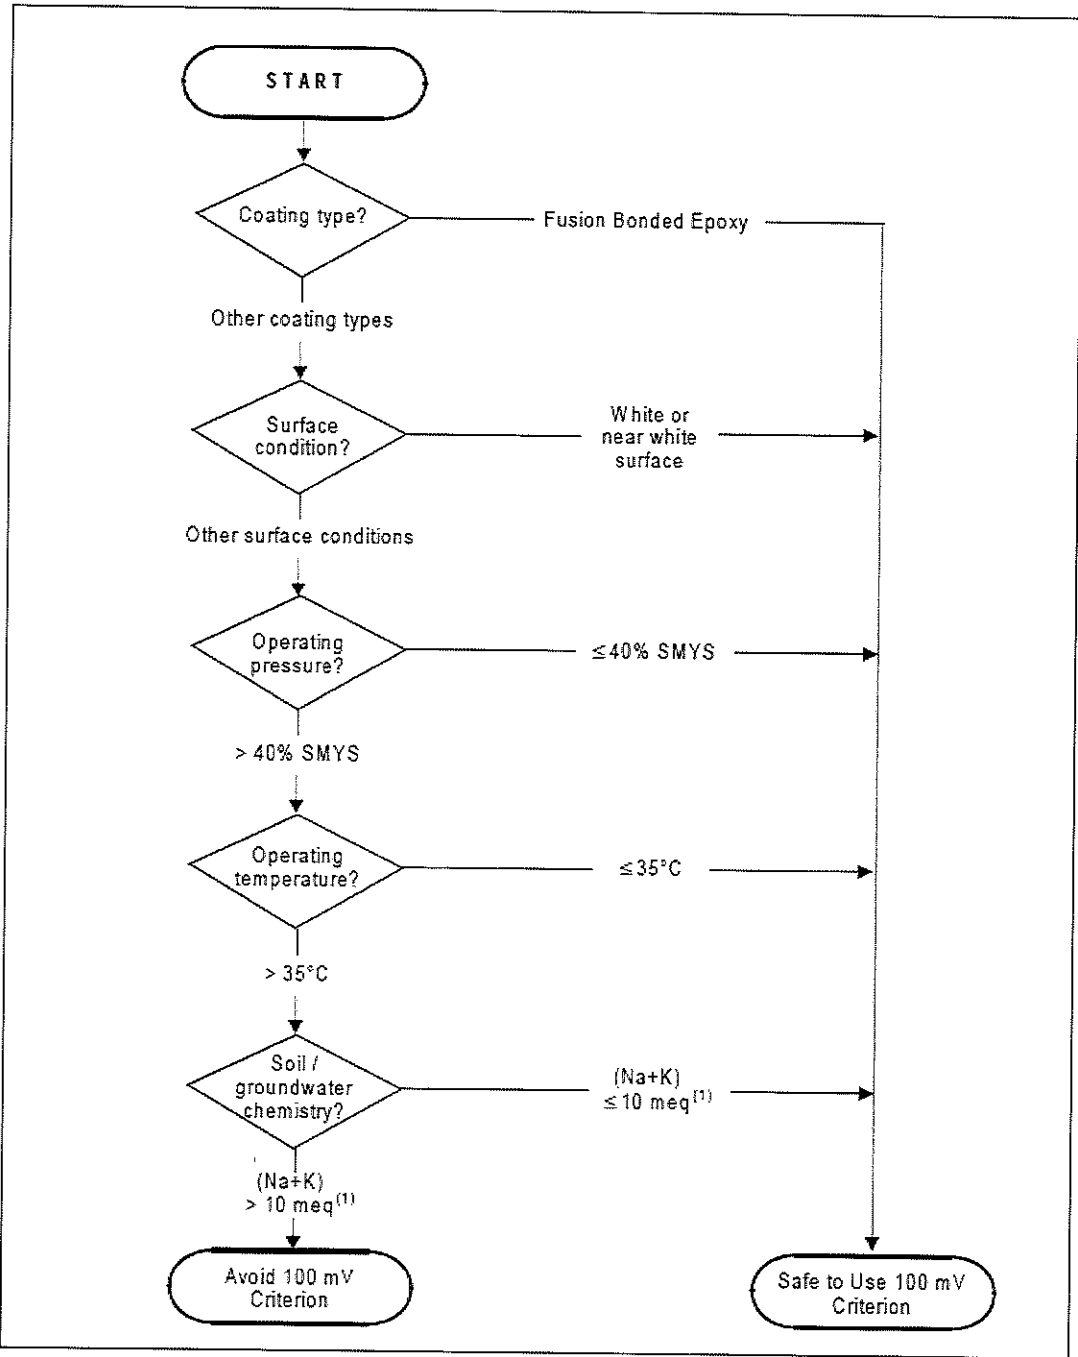 START
Coating type?
Fusion Bonded Epoxy
Other coating types
Surface
condition?
White or
near white
surface
Other surface conditions
Operating
pressure?
≤40% SMYS
> 40% SMYS
Operating
temperature?
≤35°C
> 35°C
Soil /
groundwater
chemistry?
(Na+K)
≤10 meq(1)
(Na+K)
> 10 meq(1)
Avoid 100 mV
Criterion
Safe to Use 100 mV
Criterion